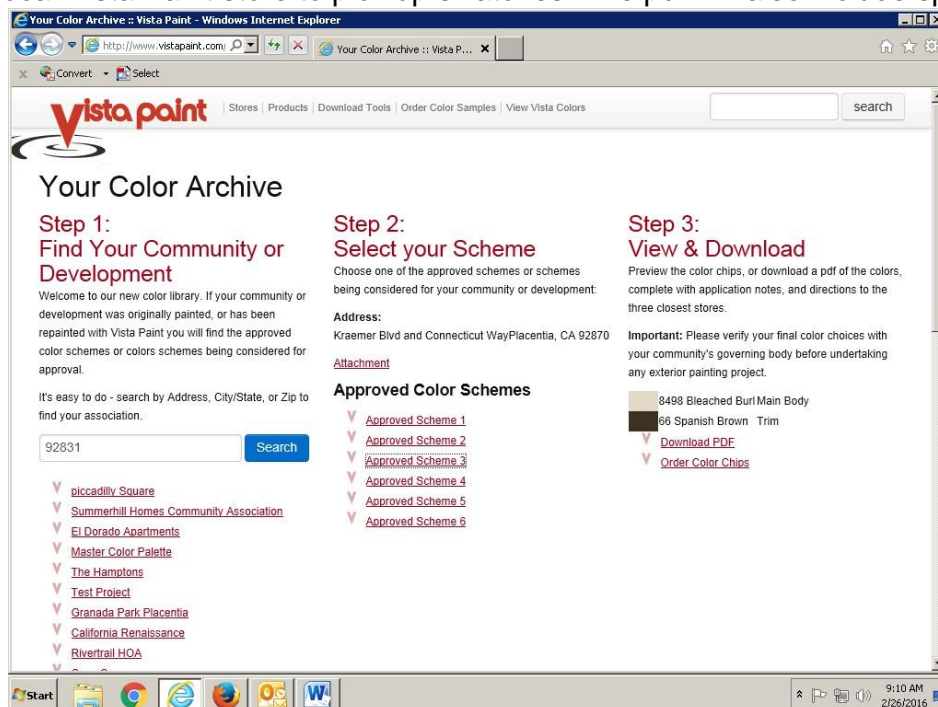 Your Color Archive :: Vista Paint - Windows Internet Explorer
http://www.vistapaint.com,
Your Color Archive :: Vista P...
Convert
Select
vista paint
Stores | Products | Download Tools | Order Color Samples | View Vista Colors
search
Your Color Archive
Step 1:
Find Your Community or
Development
Welcome to our new color library. If your community or
development was originally painted, or has been
repainted with Vista Paint you will find the approved
color schemes or colors schemes being considered for
approval.
It's easy to do - search by Address, City/State, or Zip to
find your association.
92831
Search
piccadilly Square
Summerhill Homes Community Association
El Dorado Apartments
Master Color Palette
The Hamptons
Test Project
Granada Park Placentia
California Renaissance
Rivertrail HOA
Step 2:
Select your Scheme
Choose one of the approved schemes or schemes
being considered for your community or development:
Address:
Kraemer Blvd and Connecticut WayPlacentia, CA 92870
Attachment
Approved Color Schemes
Approved Scheme 1
Approved Scheme 2
Approved Scheme 3
Approved Scheme 4
Approved Scheme 5
Approved Scheme 6
Step 3:
View & Download
Preview the color chips, or download a pdf of the colors,
complete with application notes, and directions to the
three closest stores.
Important: Please verify your final color choices with
your community's governing body before undertaking
any exterior painting project.
8498 Bleached Burl Main Body
66 Spanish Brown Trim
Download PDF
Order Color Chips
Start
9:10 AM
2/26/2016